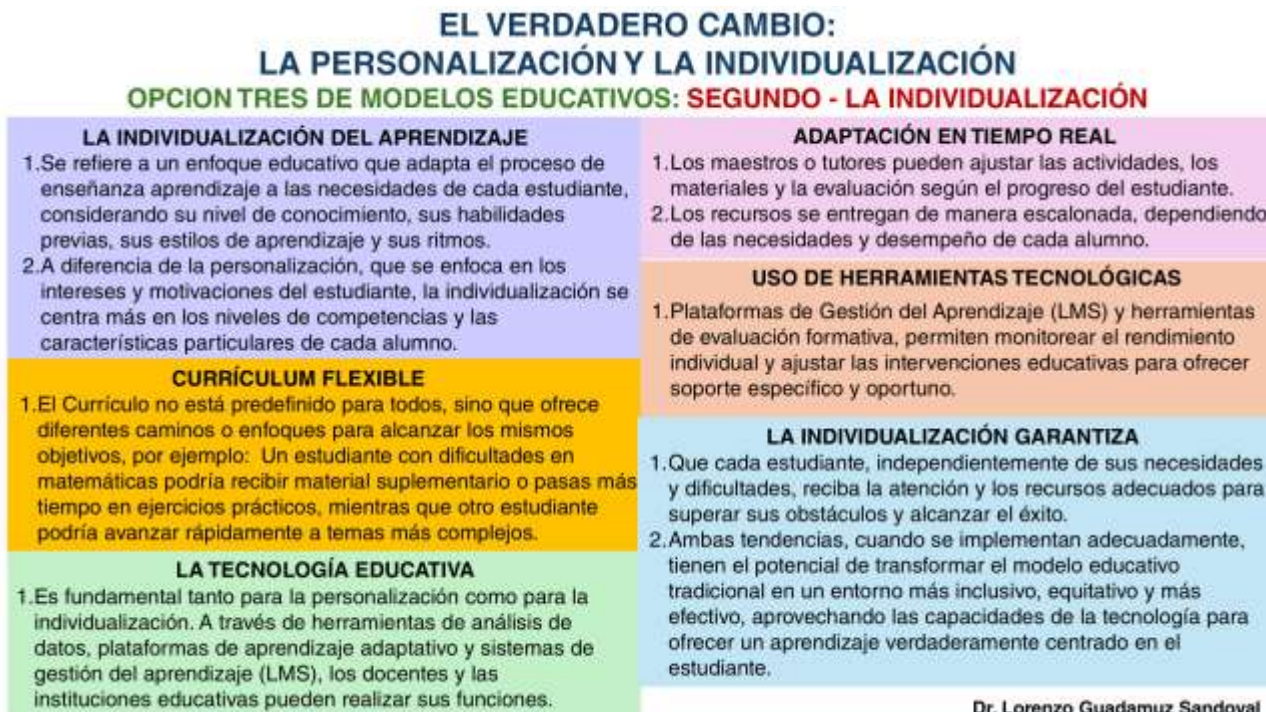 EL VERDADERO CAMBIO:
LA PERSONALIZACIÓN Y LA INDIVIDUALIZACIÓN
OPCION TRES DE MODELOS EDUCATIVOS: SEGUNDO - LA INDIVIDUALIZACIÓN
LA INDIVIDUALIZACIÓN DEL APRENDIZAJE
1.Se refiere a un enfoque educativo que adapta el proceso de
enseñanza aprendizaje a las necesidades de cada estudiante,
considerando su nivel de conocimiento, sus habilidades
previas, sus estilos de aprendizaje y sus ritmos.
2.A diferencia de la personalización, que se enfoca en los
intereses y motivaciones del estudiante, la individualización se
centra más en los niveles de competencias y las
características particulares de cada alumno.
CURRÍCULUM FLEXIBLE
1.El Currículo no está predefinido para todos, sino que ofrece
diferentes caminos o enfoques para alcanzar los mismos
objetivos, por ejemplo: Un estudiante con dificultades en
matemáticas podría recibir material suplementario o pasas más
tiempo en ejercicios prácticos, mientras que otro estudiante
podría avanzar rápidamente a temas más complejos.
LA TECNOLOGÍA EDUCATIVA
1.Es fundamental tanto para la personalización como para la
individualización. A través de herramientas de análisis de
datos, plataformas de aprendizaje adaptativo y sistemas de
gestión del aprendizaje (LMS), los docentes y las
instituciones educativas pueden realizar sus funciones.
ADAPTACIÓN EN TIEMPO REAL
1.Los maestros o tutores pueden ajustar las actividades, los
materiales y la evaluación según el progreso del estudiante.
2.Los recursos se entregan de manera escalonada, dependiendo
de las necesidades y desempeño de cada alumno.
USO DE HERRAMIENTAS TECNOLÓGICAS
1.Plataformas de Gestión del Aprendizaje (LMS) y herramientas
de evaluación formativa, permiten monitorear el rendimiento
individual y ajustar las intervenciones educativas para ofrecer
soporte específico y oportuno.
LA INDIVIDUALIZACIÓN GARANTIZA
1.Que cada estudiante, independientemente de sus necesidades
y dificultades, reciba la atención y los recursos adecuados para
superar sus obstáculos y alcanzar el éxito.
2.Ambas tendencias, cuando se implementan adecuadamente,
tienen el potencial de transformar el modelo educativo
tradicional en un entorno más inclusivo, equitativo y más
efectivo, aprovechando las capacidades de la tecnología para
ofrecer un aprendizaje verdaderamente centrado en el
estudiante.
Dr. Lorenzo Guadamuz Sandoval